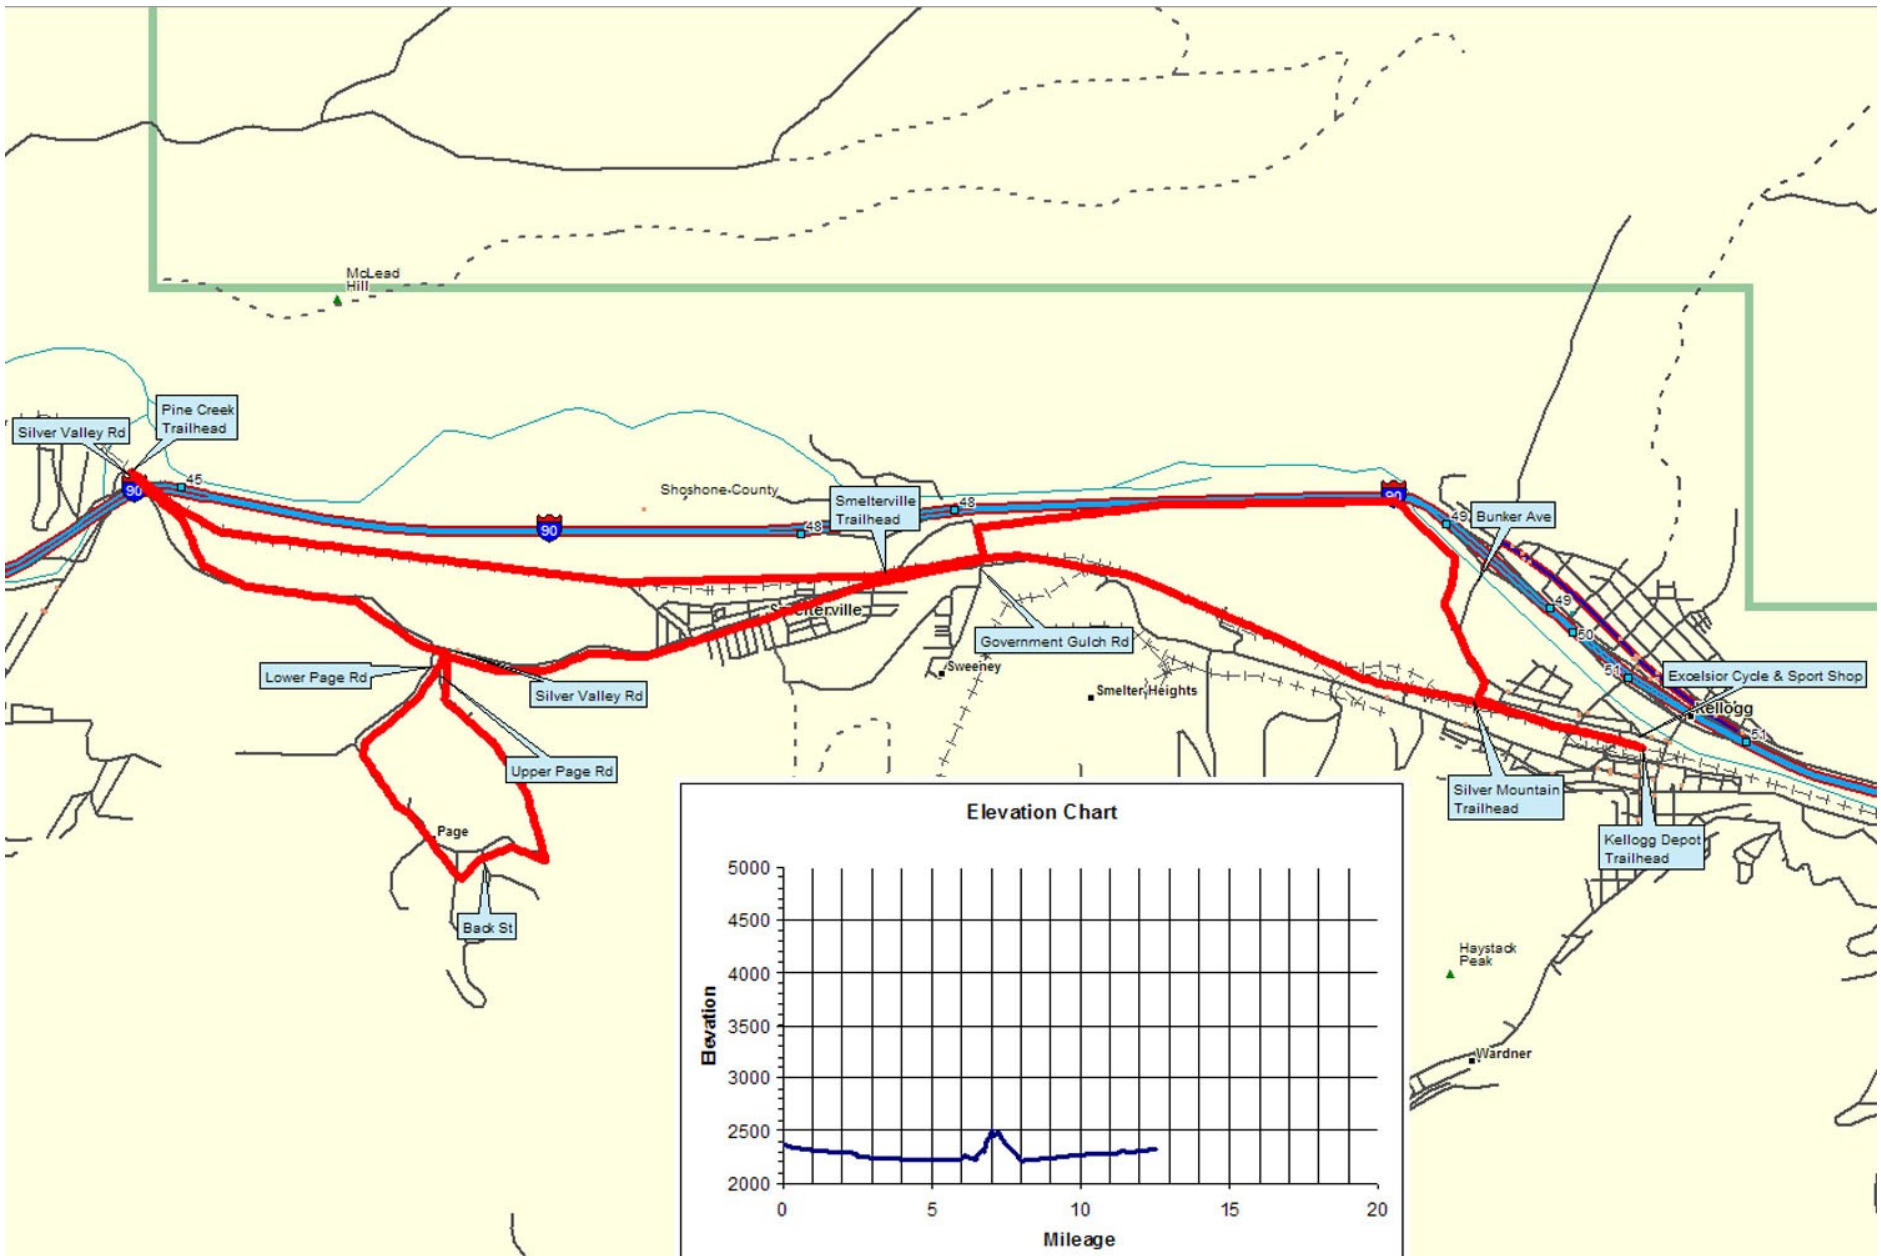 McLead
Hill
Pine Creek
Trailhead
Silver Valley Rd
90
45
Shoshone County
90
48
Smelterville
Trailhead
48
90
49
Bunker Ave
49
50
51
Smelterville
Government Gulch Rd
Sweeney
Smelter Heights
Lower Page Rd
Silver Valley Rd
Excelsior Cycle & Sport Shop
Kellogg
51
Upper Page Rd
Silver Mountain
Trailhead
Page
Kellogg Depot
Trailhead
Back St
Haystack
Peak
Wardner
Elevation Chart
Elevation
5000
4500
4000
3500
3000
2500
2000
0
5
10
15
20
Mileage